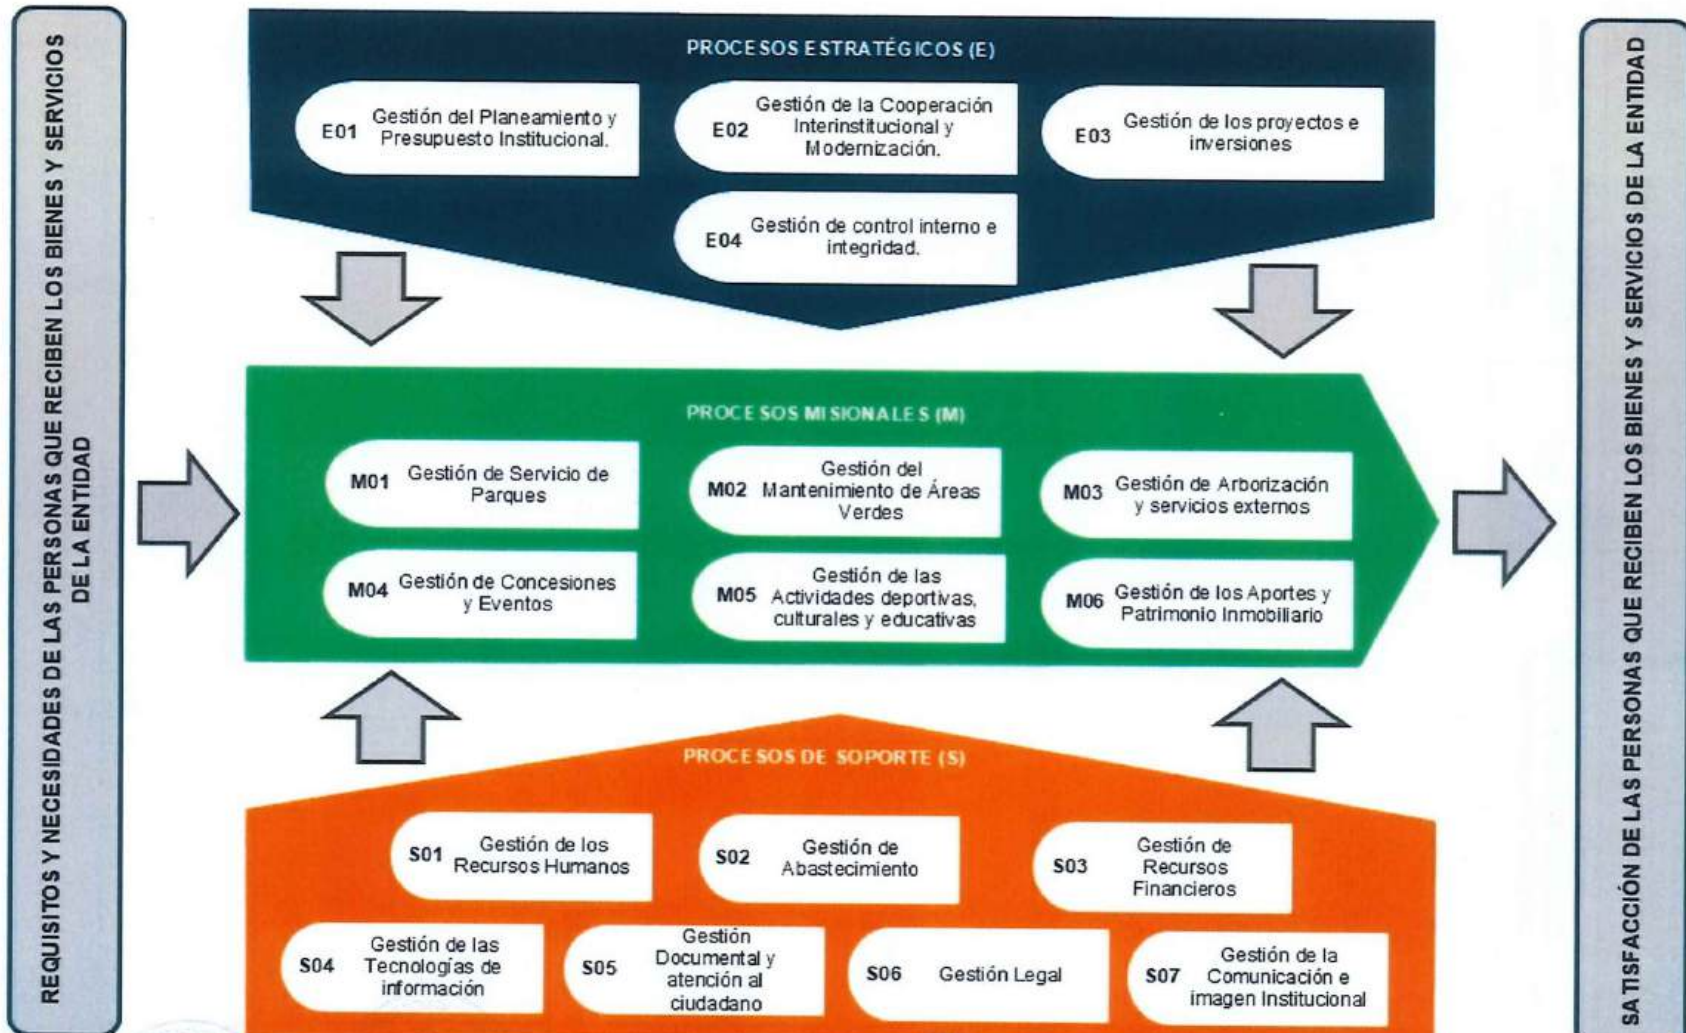 REQUISITOS Y NECESIDADES DE LAS PERSONAS QUE RECIBEN LOS BIENES Y SERVICIOS
DE LA ENTIDAD
PROCESOS ESTRATÉGICOS (E)
E01
Gestión del Planeamiento y
Presupuesto Institucional.
E02
Gestión de la Cooperación
Interinstitucional y
Modernización.
E03
Gestión de los proyectos e
inversiones
E04
Gestión de control interno e
integridad.
PROCESOS MISIONALES (M)
M01
Gestión de Servicio de
Parques
M02
Gestión del
Mantenimiento de Áreas
Verdes
M03
Gestión de Arborización
y servicios externos
M04
Gestión de Concesiones
y Eventos
M05
Gestión de las
Actividades deportivas,
culturales y educativas
M06
Gestión de los Aportes y
Patrimonio Inmobiliario
PROCESOS DE SOPORTE (S)
S01
Gestión de los
Recursos Humanos
S02
Gestión de
Abastecimiento
S03
Gestión de
Recursos
Financieros
S04
Gestión de las
Tecnologías de
información
S05
Gestión
Documental y
atención al
ciudadano
S06
Gestión Legal
S07
Gestión de la
Comunicación e
imagen Institucional
SATISFACCIÓN DE LAS PERSONAS QUE RECIBEN LOS BIENES Y SERVICIOS DE LA ENTIDAD